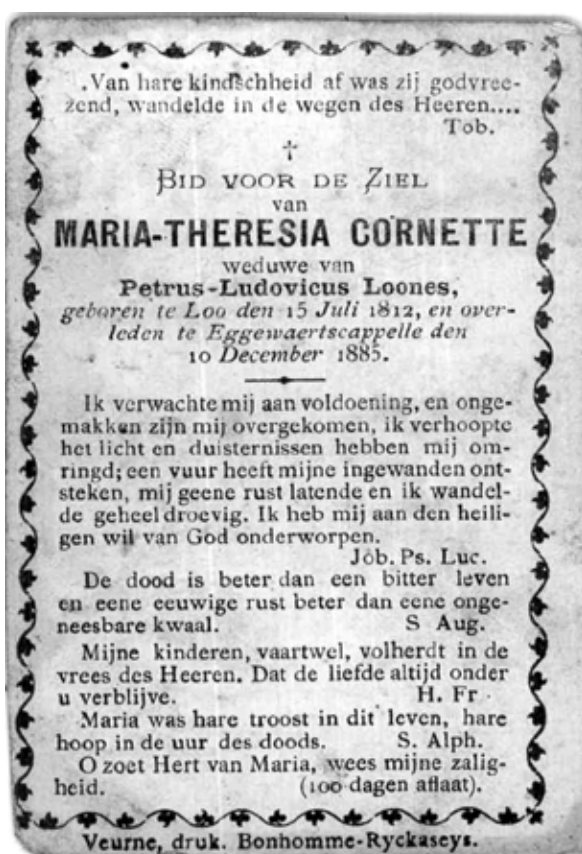 .Van hare kindschheid af was zij godvree-
zend, wandelde in de wegen des Heeren....
Tob.
†
BID VOOR DE ZIEL
van
MARIA-THERESIA CORNETTE
weduwe van
Petrus-Ludovicus Loones,
geboren te Loo den 15 Juli 1812, en over-
leden te Eggewaertscappelle den
10 December 1885.
Ik verwachte mij aan voldoening, en onge-
makken zijn mij overgekomen, ik verhoopte
het licht en duisternissen hebben mij om-
ringd; een vuur heeft mijne ingewanden ont-
steken, mij geene rust latende en ik wandel-
de geheel droevig. Ik heb mij aan den heili-
gen wil van God onderworpen.
Job. Ps. Luc.
De dood is beter dan een bitter leven
en eene eeuwige rust beter dan eene onge-
neesbare kwaal. S Aug.
Mijne kinderen, vaartwel, volherdt in de
vrees des Heeren. Dat de liefde altijd onder
u verblijve. H. Fr.
Maria was hare troost in dit leven, hare
hoop in de uur des doods. S. Alph.
O zoet Hert van Maria, wees mijne zalig-
heid. (100 dagen aflaat).
Veurne, druk. Bonhomme-Ryckaseys.